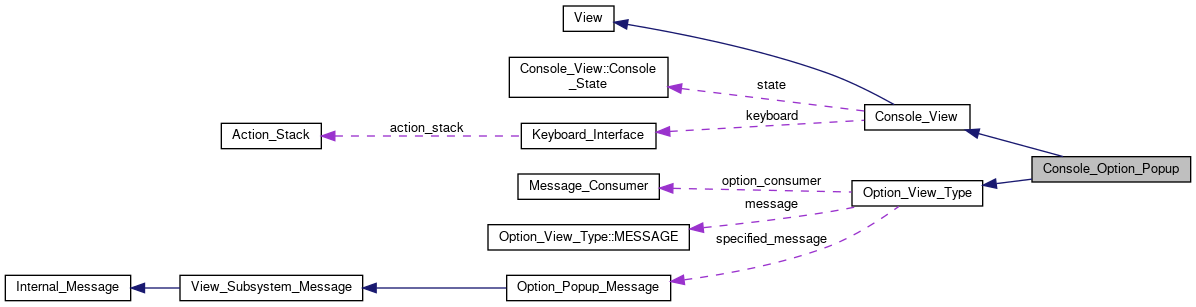 View
Console_View::Console
_State
state
Console_View
keyboard
Action_Stack
action_stack
Keyboard_Interface
Console_Option_Popup
Message_Consumer
option_consumer
Option_View_Type
message
Option_View_Type::MESSAGE
specified_message
Internal_Message
View_Subsystem_Message
Option_Popup_Message